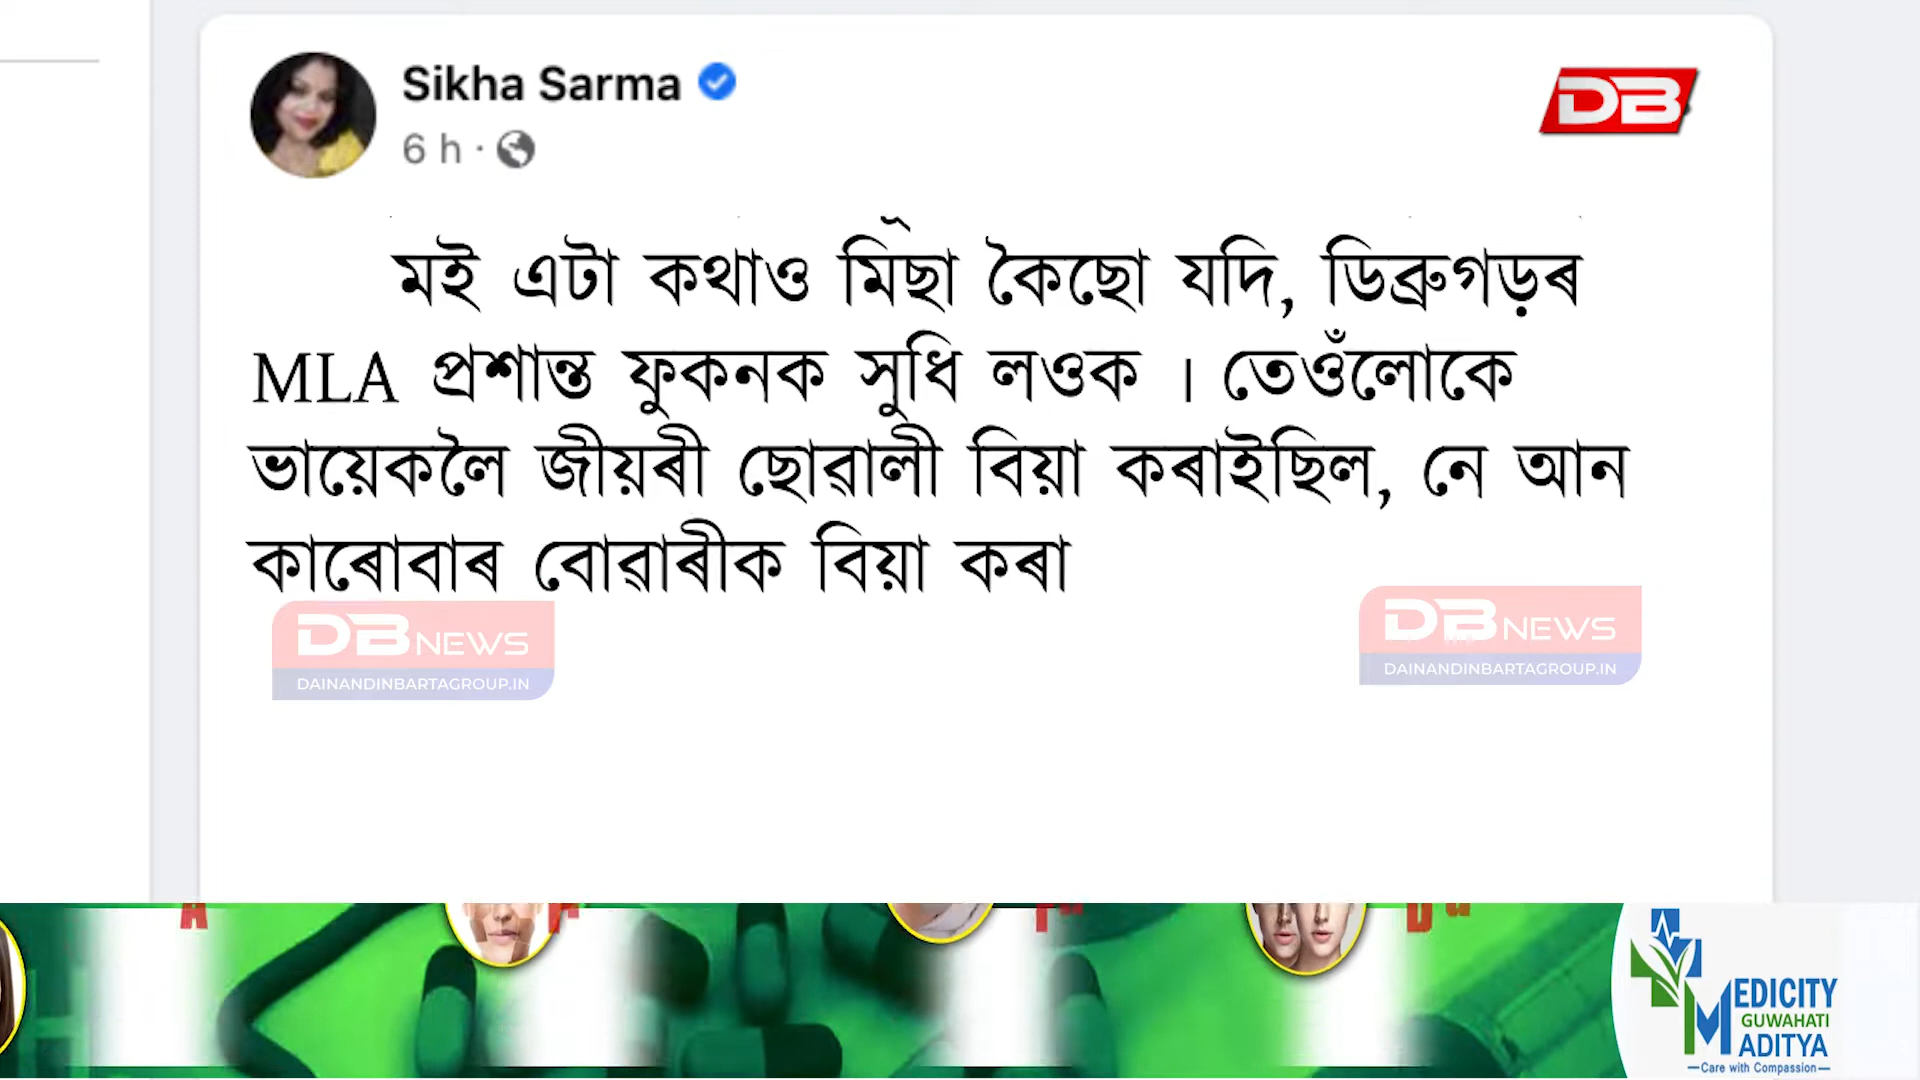 Sikha Sarma
6 h ·
DB
মই এটা কথাও মিছা কৈছো যদি, ডিব্ৰুগড়ৰ
MLA প্ৰশান্ত ফুকনক সুধি লওক ।  তেওঁলোকে
ভায়েকলৈ জীয়ৰী ছোৱালী বিয়া কৰাইছিল, নে আন
কাৰোবাৰ বোৱাৰীক বিয়া কৰা
DB NEWS
DAINANDINBARTAGROUP.IN
DB NEWS
DAINANDINBARTAGROUP.IN
MEDICITY
GUWAHATI
ADITYA
Care with Compassion